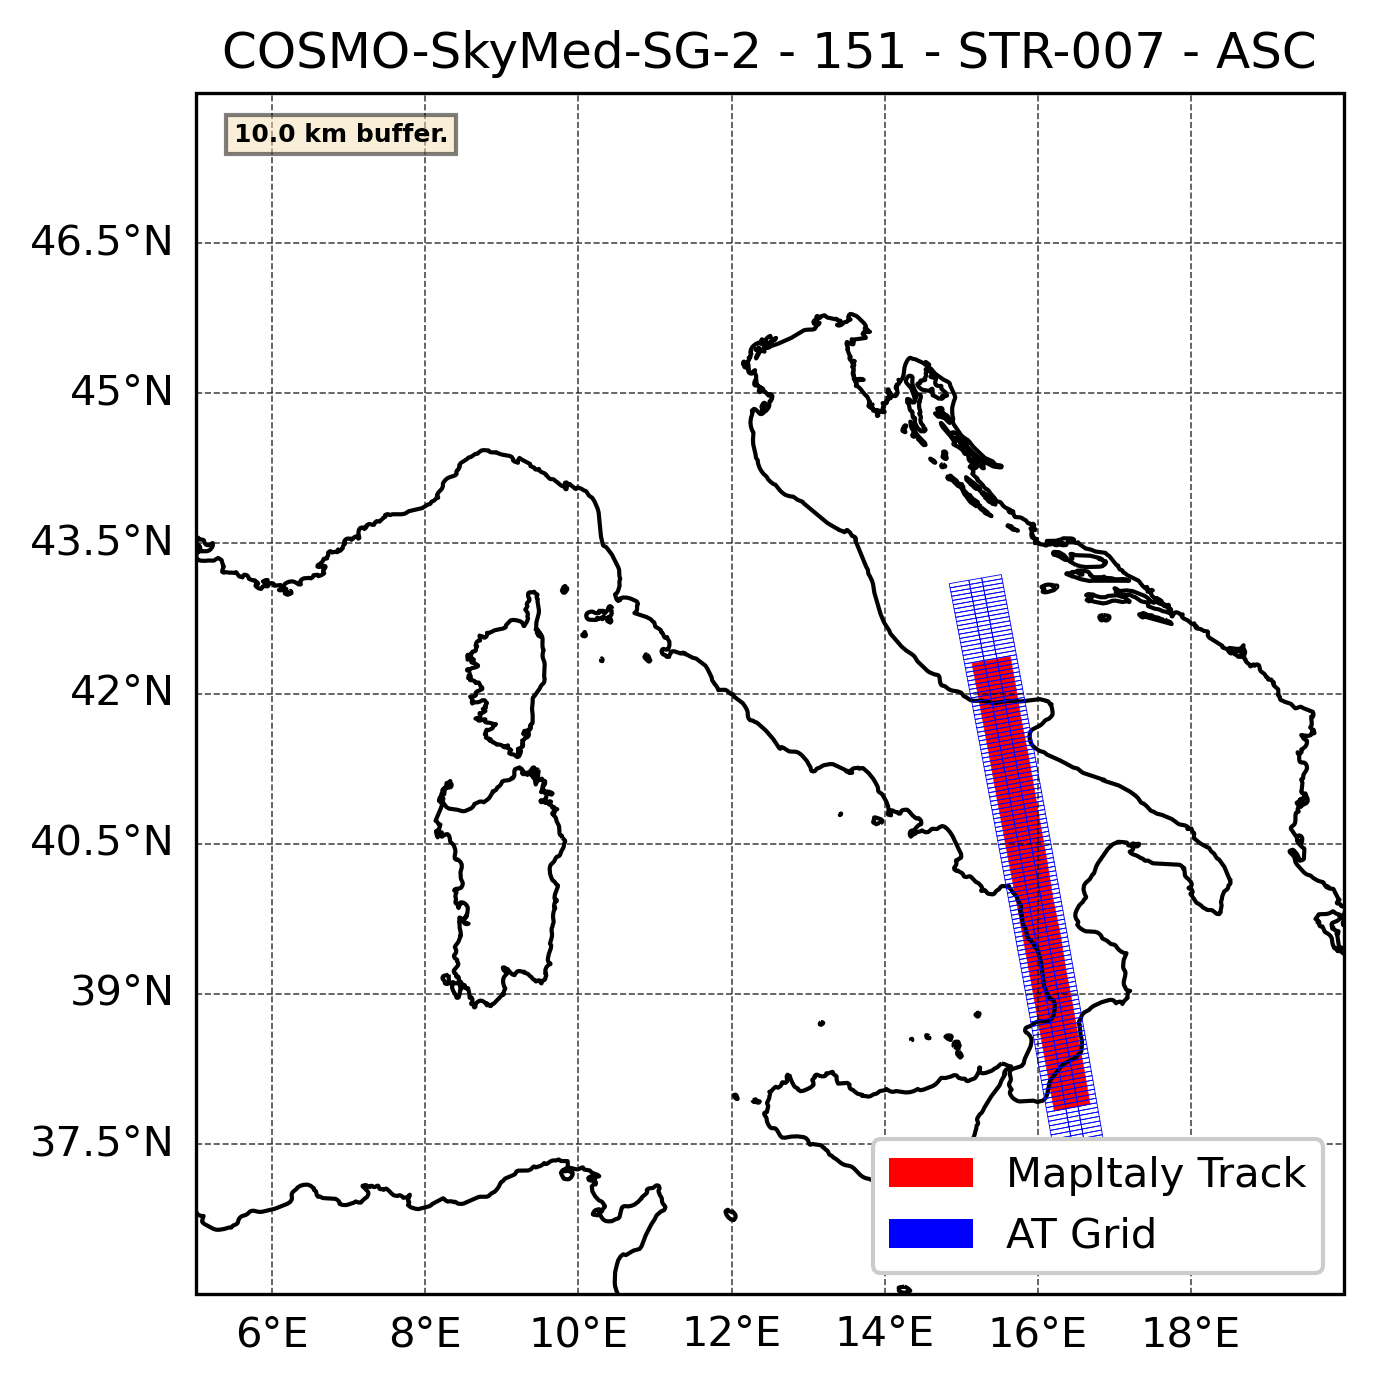 COSMO-SkyMed-SG-2 - 151 - STR-007 - ASC
10.0 km buffer.
46.5°N
45°N
43.5°N
42°N
40.5°N
39°N
37.5°N
MapItaly Track
AT Grid
6°E 8°E 10°E 12°E 14°E 16°E 18°E